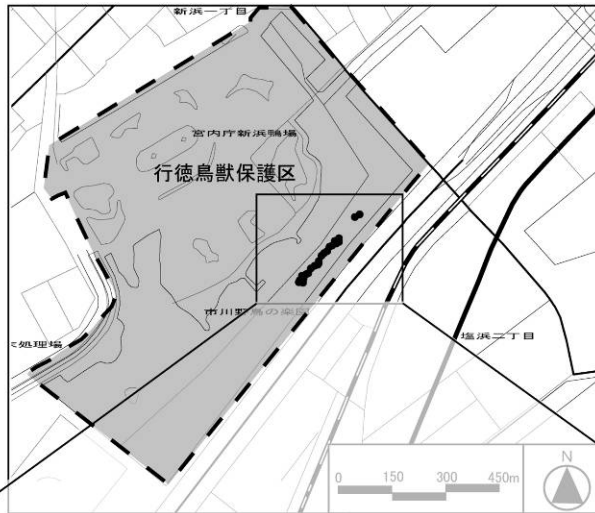 新浜一丁目
宮内庁新浜鴨場
行徳鳥獣保護区
市川野鳥の楽園
処理場
塩浜二丁目
0 150 300 450m
N